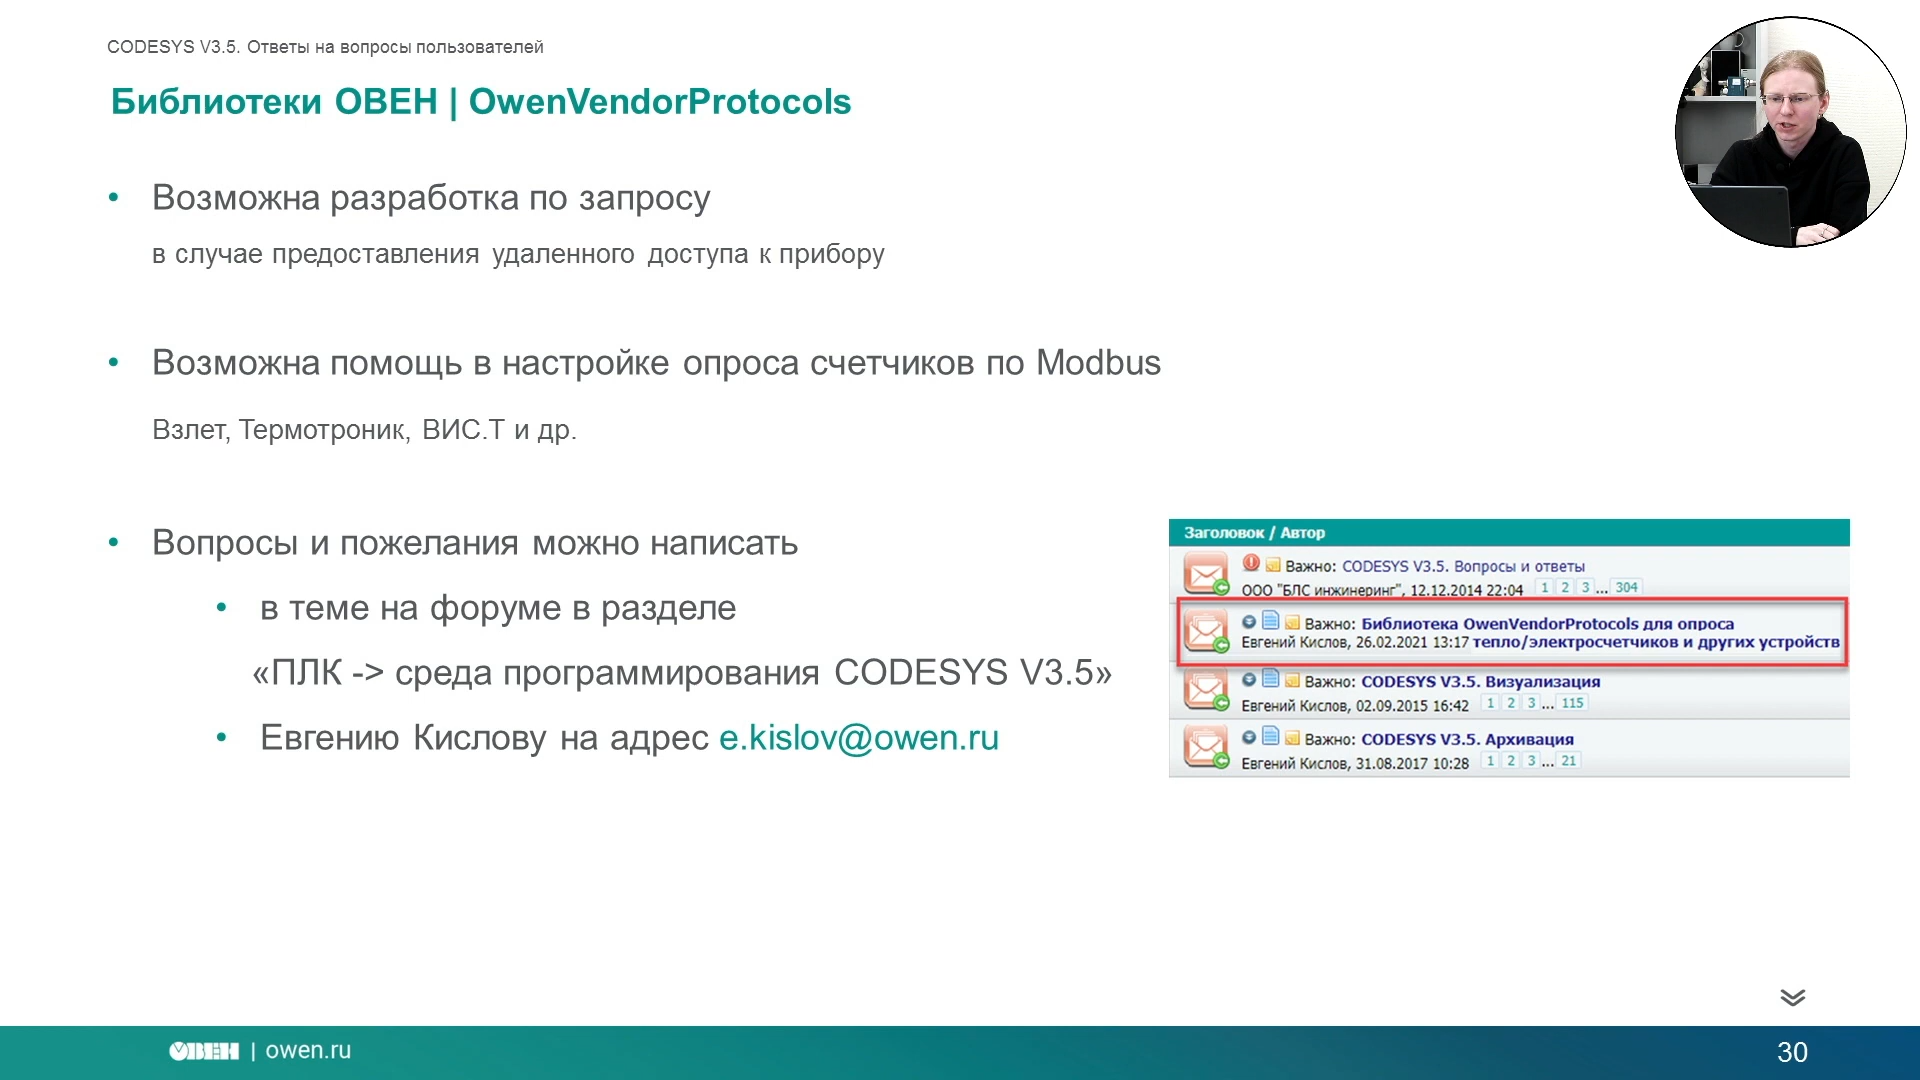 CODESYS V3.5. Ответы на вопросы пользователей
Библиотеки ОВЕН | OwenVendorProtocols
• Возможна разработка по запросу
в случае предоставления удаленного доступа к прибору
• Возможна помощь в настройке опроса счетчиков по Modbus
Взлет, Термотроник, ВИС.Т и др.
• Вопросы и пожелания можно написать
• в теме на форуме в разделе
«ПЛК -> среда программирования CODESYS V3.5»
• Евгению Кислову на адрес e.kislov@owen.ru
Заголовок / Автор
Важно: CODESYS V3.5. Вопросы и ответы
ООО "БЛС инжиниринг", 12.12.2014 22:04 1 2 3 ... 304
Важно: Библиотека OwenVendorProtocols для опроса
Евгений Кислов, 26.02.2021 13:17 тепло/электросчетчиков и других устройств
Важно: CODESYS V3.5. Визуализация
Евгений Кислов, 02.09.2015 16:42 1 2 3 ... 115
Важно: CODESYS V3.5. Архивация
Евгений Кислов, 31.08.2017 10:28 1 2 3 ... 21
ОВЕН | owen.ru
30